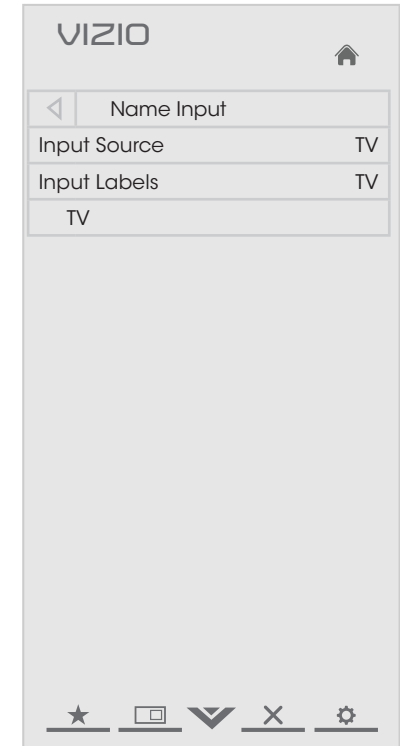 VIZIO
Name Input
Input Source TV
Input Labels TV
TV